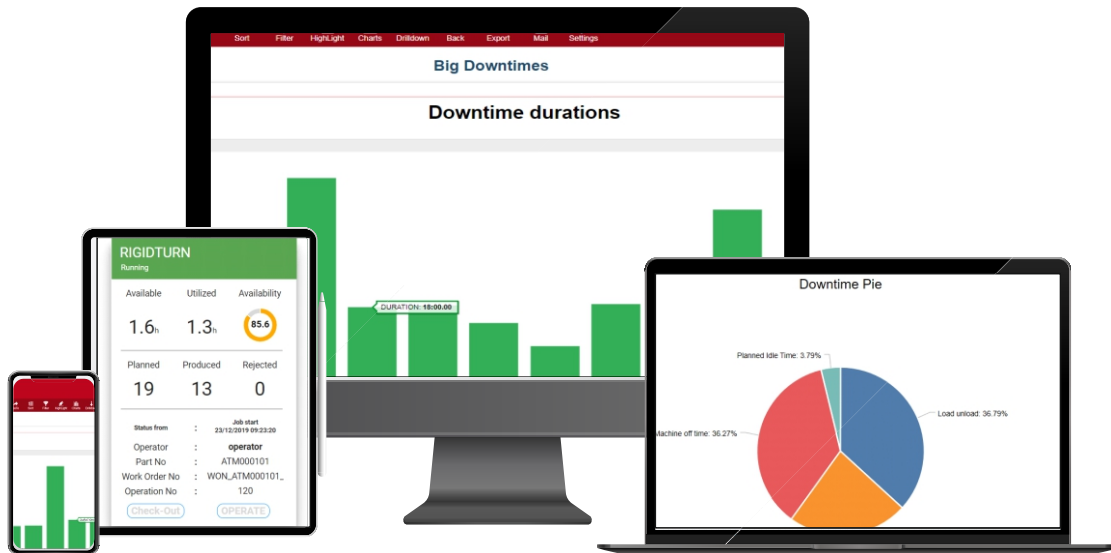 Sort Filter HighLight Charts Drilldown Back Export Mail Settings
Big Downtimes
Downtime durations
DURATION: 18:00.00
RIGIDTURN
Running
Available Utilized Availability
1.6h 1.3h 85.6
Planned Produced Rejected
19 13 0
Status from : Job start
23/12/2019 09:23:20
Operator : operator
Part No : ATM000101
Work Order No : WON_ATM000101_
Operation No : 120
Check-Out OPERATE
Downtime Pie
Planned Idle Time: 3.79%
Load unload: 36.79%
Machine off time: 36.27%